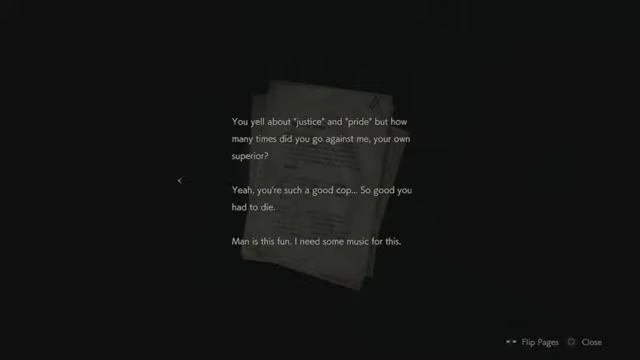 You yell about "justice" and "pride" but how
many times did you go against me, your own
superior?
Yeah, you're such a good cop... So good you
had to die.
Man is this fun. I need some music for this.
Flip Pages
Close